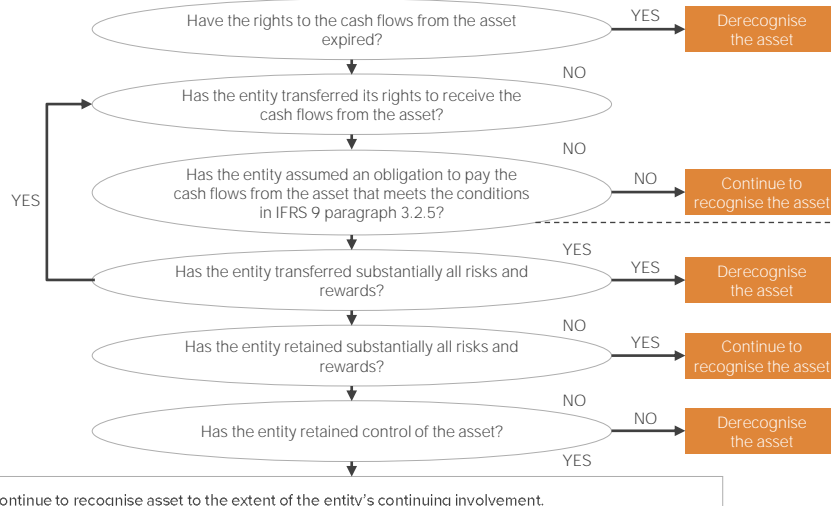 Have the rights to the cash flows from the asset
expired?
YES
Derecognise
the asset
NO
Has the entity transferred its rights to receive the
cash flows from the asset?
NO
Has the entity assumed an obligation to pay the
cash flows from the asset that meets the conditions
in IFRS 9 paragraph 3.2.5?
NO
Continue to
recognise the asset
YES
YES
Has the entity transferred substantially all risks and
rewards?
YES
Derecognise
the asset
NO
Has the entity retained substantially all risks and
rewards?
YES
Continue to
recognise the asset
NO
Has the entity retained control of the asset?
NO
Derecognise
the asset
YES
ontinue to recognise asset to the extent of the entity's continuing involvement.